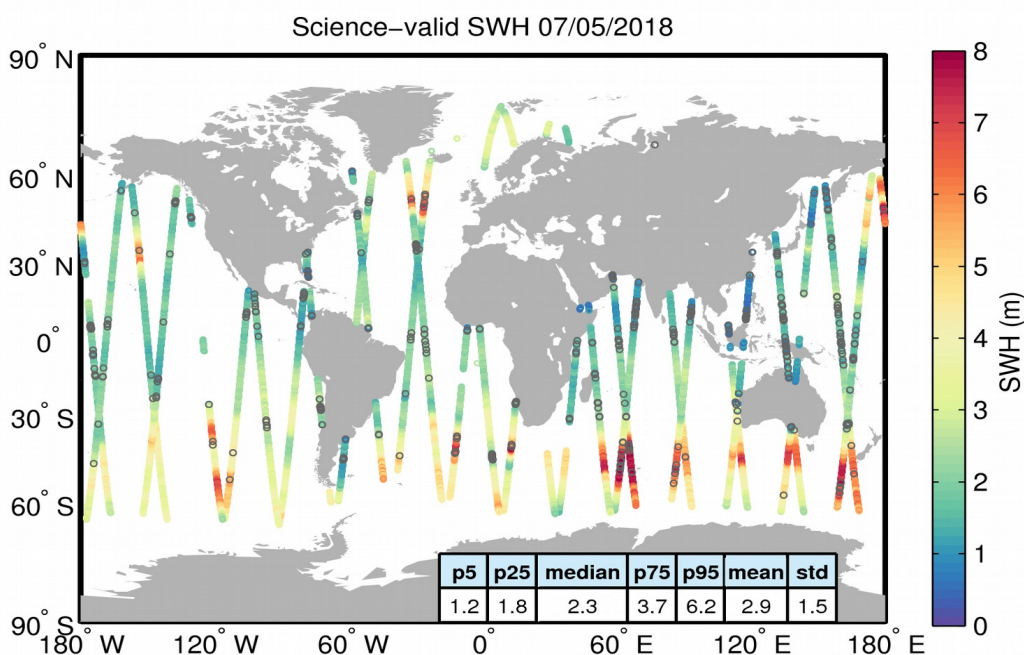 Science−valid SWH 07/05/2018
90° N
60° N
30° N
0°
30° S
60° S
90° S
180° W
120° W
60° W
0°
60° E
120° E
180° E
p5 p25 median p75 p95 mean std
1.2 1.8 2.3 3.7 6.2 2.9 1.5
8
7
6
5
4
3
2
1
0
SWH (m)